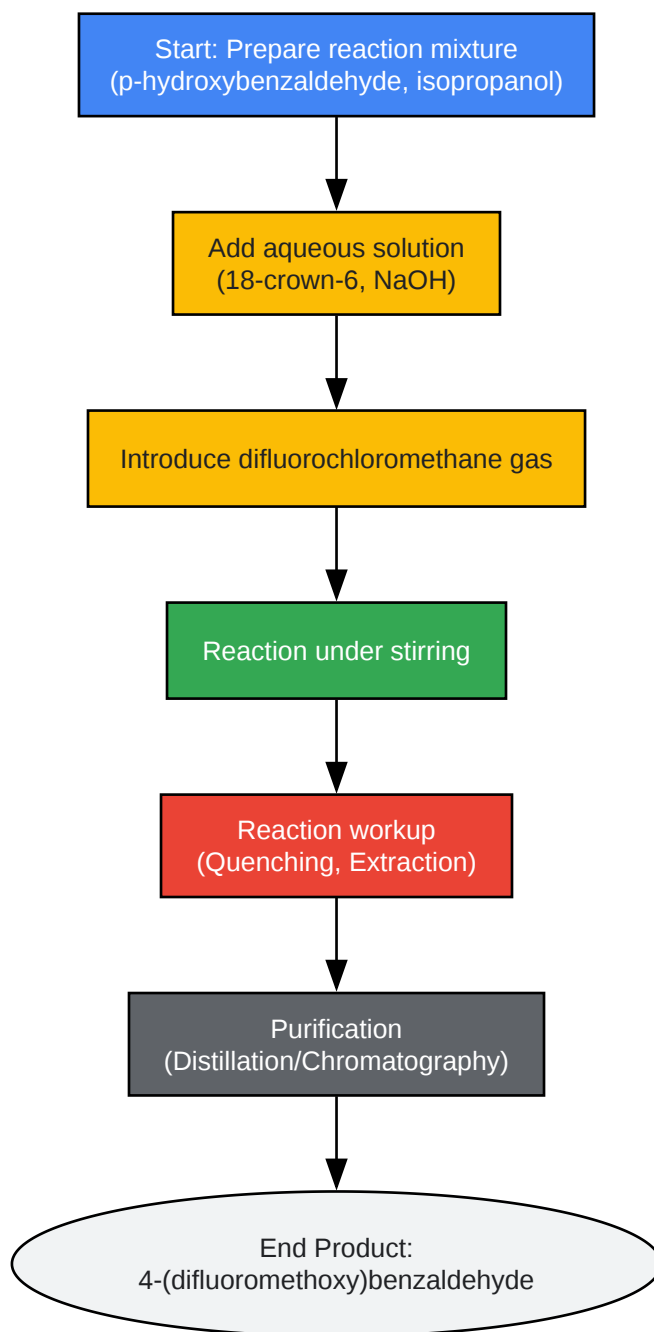 Start: Prepare reaction mixture
(p-hydroxybenzaldehyde, isopropanol)
Add aqueous solution
(18-crown-6, NaOH)
Introduce difluorochloromethane gas
Reaction under stirring
Reaction workup
(Quenching, Extraction)
Purification
(Distillation/Chromatography)
End Product:
4-(difluoromethoxy)benzaldehyde